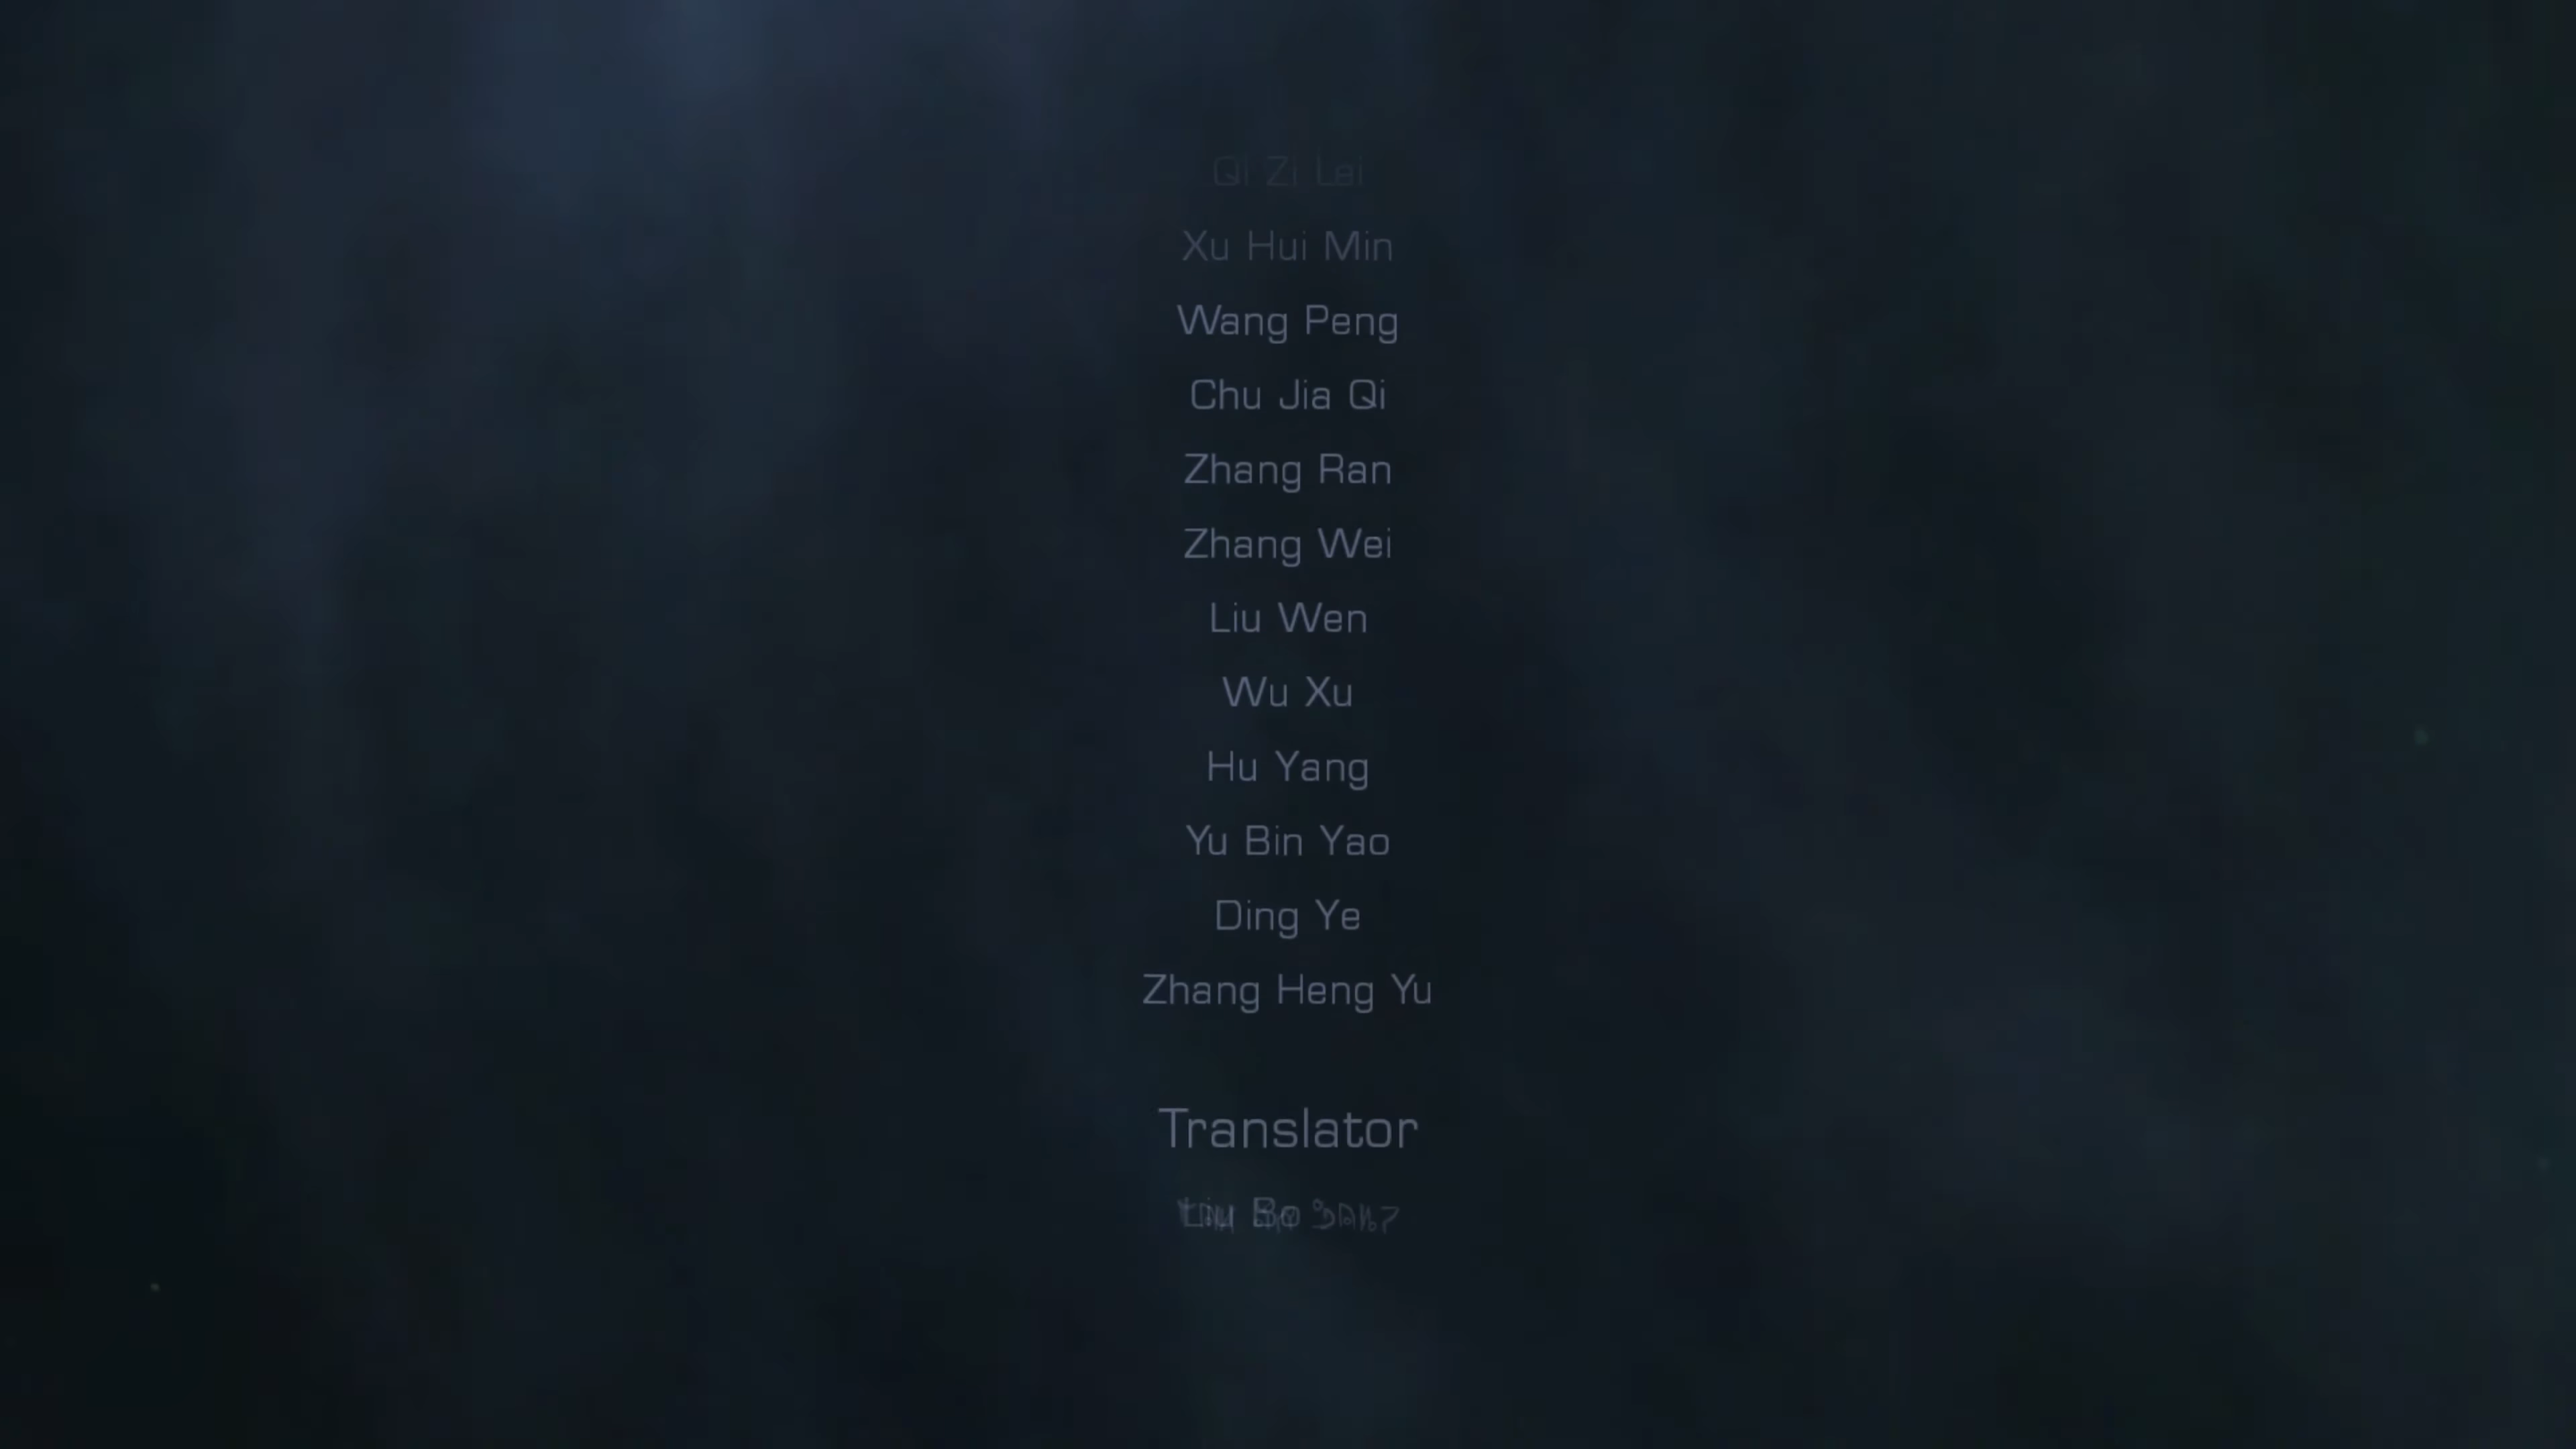 Qi Zi Lei
Xu Hui Min
Wang Peng
Chu Jia Qi
Zhang Ran
Zhang Wei
Liu Wen
Wu Xu
Hu Yang
Yu Bin Yao
Ding Ye
Zhang Heng Yu
Translator